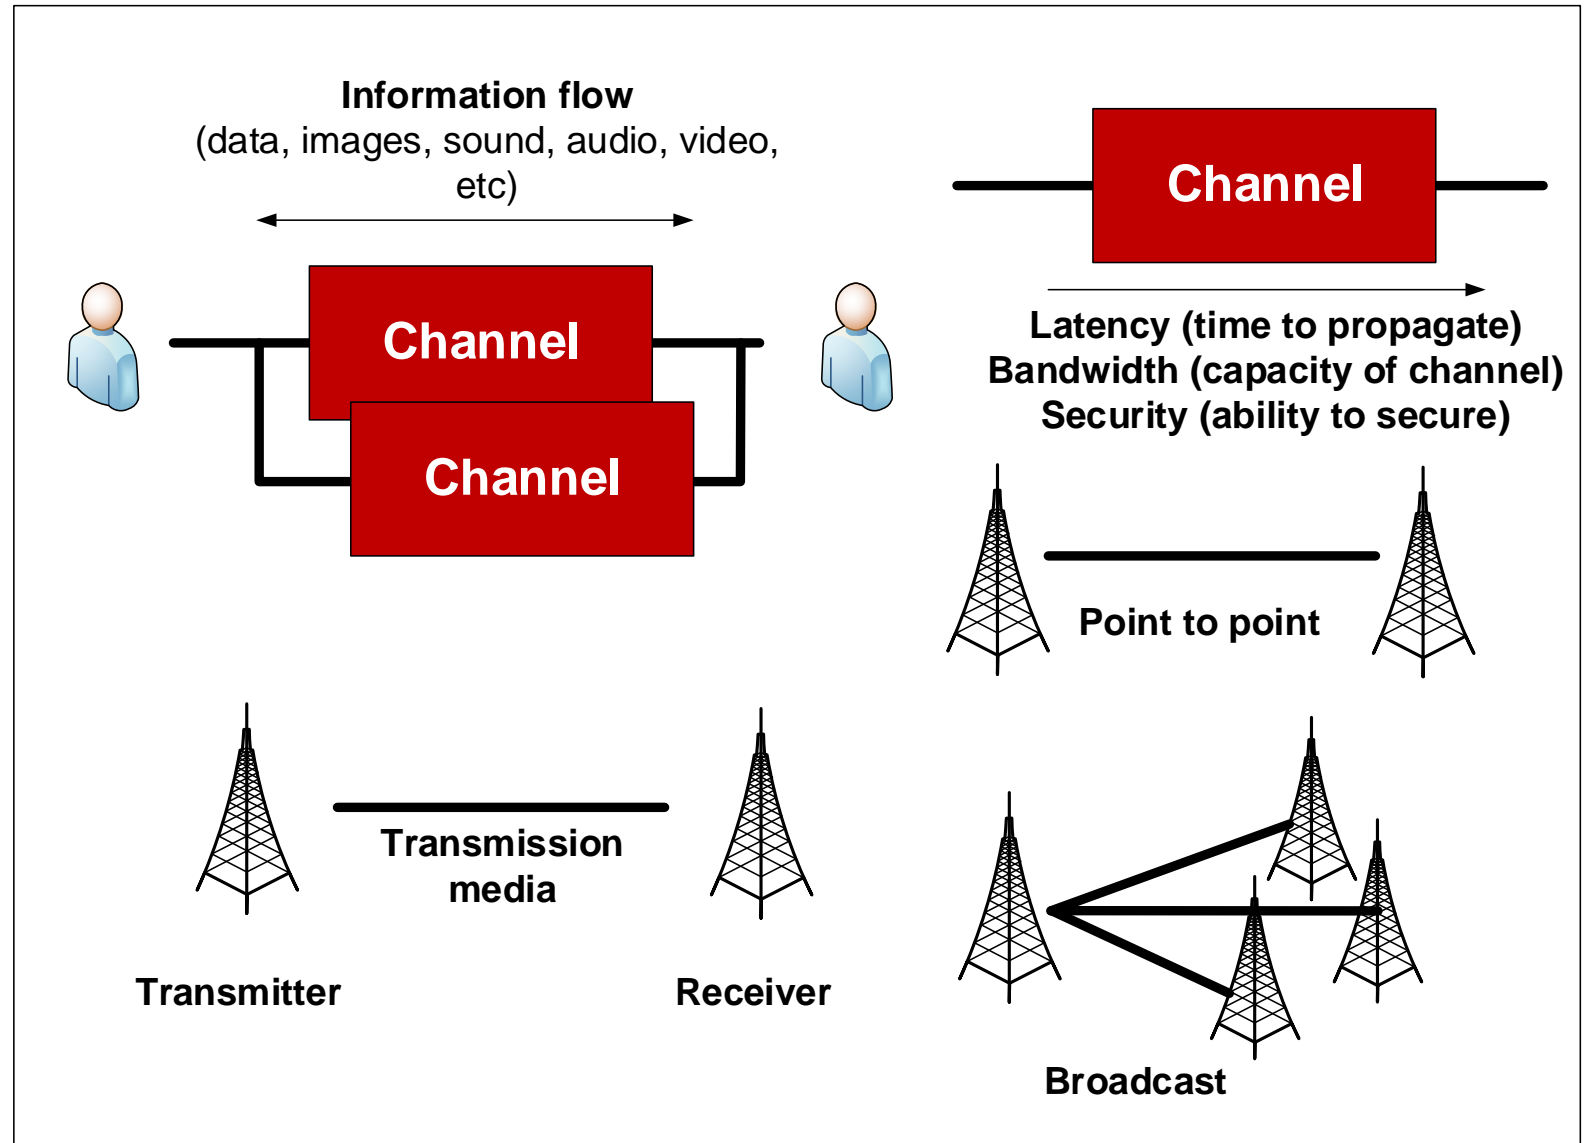 Information flow
(data, images, sound, audio, video,
etc)
Channel
Channel
Channel
Latency (time to propagate)
Bandwidth (capacity of channel)
Security (ability to secure)
Point to point
Transmission
media
Transmitter
Receiver
Broadcast